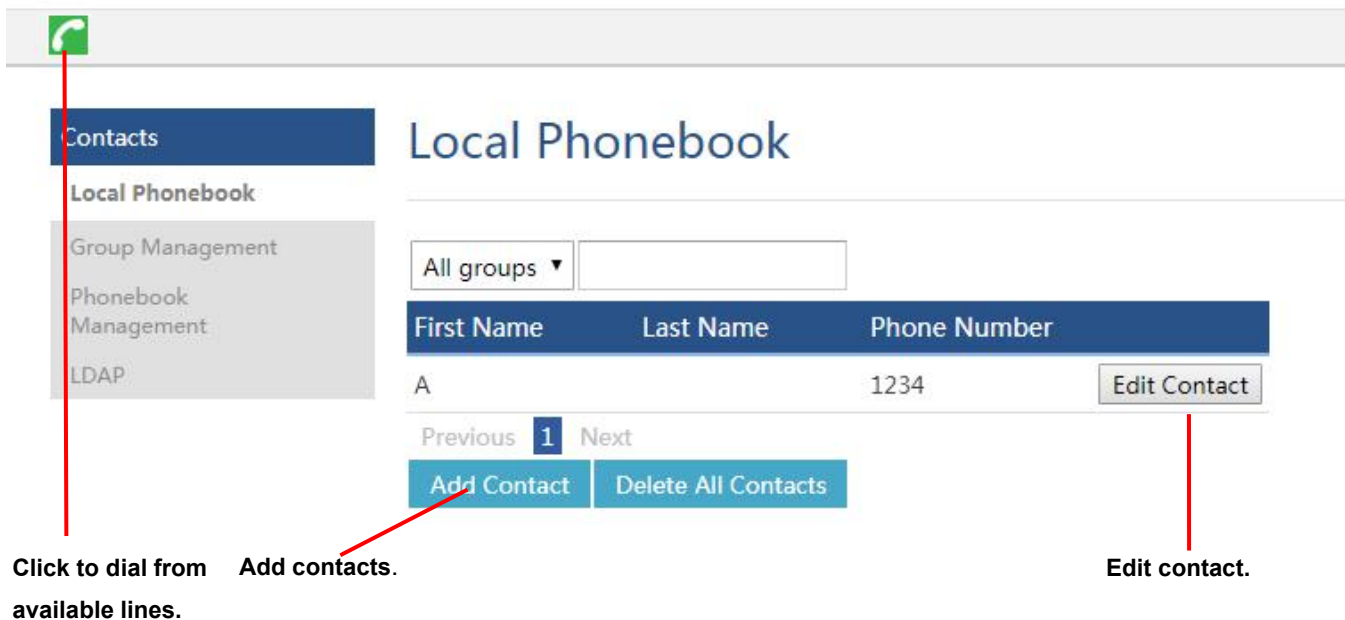 Contacts
Local Phonebook
Group Management
Phonebook
Management
LDAP
Local Phonebook
All groups ▼
First Name Last Name Phone Number
A 1234 Edit Contact
Previous 1 Next
Add Contact Delete All Contacts
Click to dial from
available lines.
Add contacts.
Edit contact.